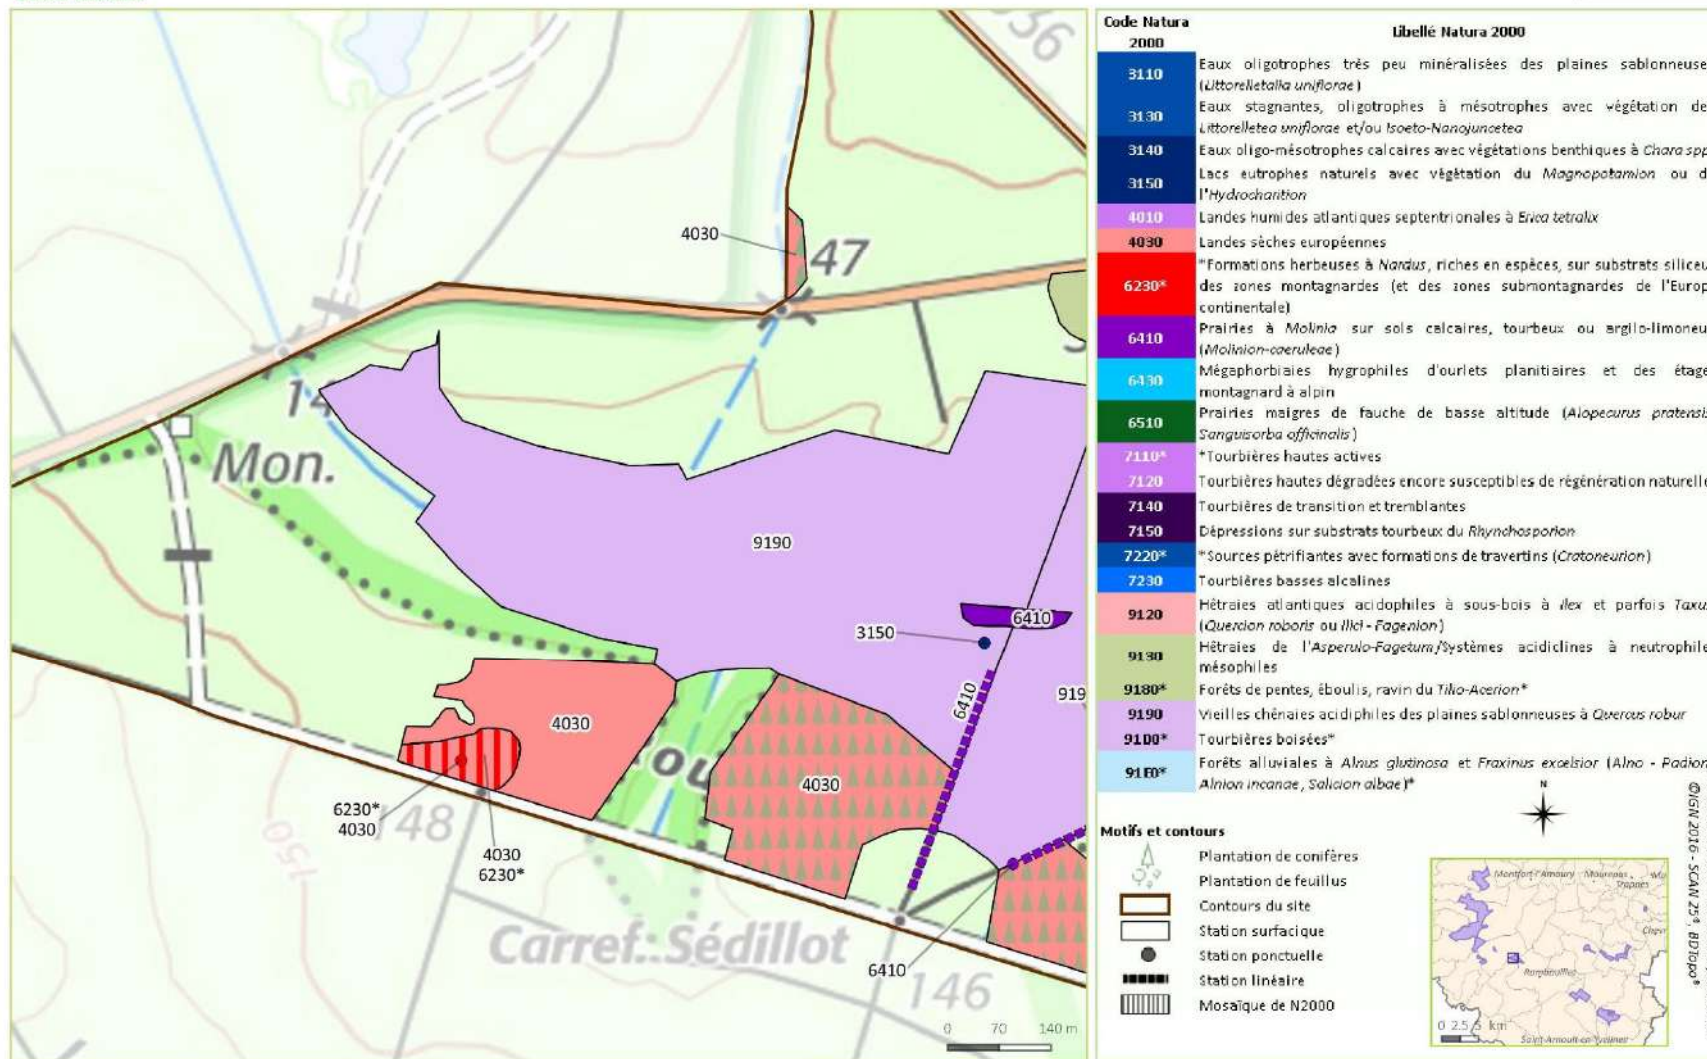 036
4030
47
14
Mon.
9190
6410
3150
6410
4030
4030
6230*
4030
148
4030
6230*
150
Carref. Sédillot
6410
146
0 70 140 m
Code Natura 2000
Libellé Natura 2000
3110
Eaux oligotrophes très peu minéralisées des plaines sablonneuse
(Littorelletalia uniflorae)
3130
Eaux stagnantes, oligotrophes à mésotrophes avec végétation de
Littorelletea uniflorae et/ou Isoeto-Nanojuncetea
3140
Eaux oligo-mésotrophes calcaires avec végétations benthiques à Chara spp
3150
Lacs eutrophes naturels avec végétation du Magnopotamion ou d
l'Hydrocharition
4010
Landes humides atlantiques septentrionales à Erica tetralix
4030
Landes sèches européennes
6230*
*Formations herbeuses à Nardus, riches en espèces, sur substrats siliceu
des zones montagnardes (et des zones submontagnardes de l'Europ
continentale)
6410
Prairies à Molinia sur sols calcaires, tourbeux ou argilo-limoneu
(Molinion-caeruleae)
6430
Mégaphorbiaies hygrophiles d'ourlets planitiaires et des étage
montagnard à alpin
6510
Prairies maigres de fauche de basse altitude (Alopecurus pratensis
Sanguisorba officinalis)
7110*
*Tourbières hautes actives
7120
Tourbières hautes dégradées encore susceptibles de régénération naturelle
7140
Tourbières de transition et tremblantes
7150
Dépressions sur substrats tourbeux du Rhynchosporion
7220*
*Sources pétrifiantes avec formations de travertins (Cratoneurion)
7230
Tourbières basses alcalines
9120
Hêtraies atlantiques acidophiles à sous-bois à Ilex et parfois Taxu
(Quercion roboris ou Ilici - Fagenion)
9130
Hêtraies de l'Asperulo-Fagetum/Systèmes acidiclines à neutrophile
mésophiles
9180*
Forêts de pentes, éboulis, ravin du Tilio-Acerion*
9190
Vieilles chênaies acidiphiles des plaines sablonneuses à Quercus robur
91D0*
Tourbières boisées*
91E0*
Forêts alluviales à Alnus glutinosa et Fraxinus excelsior (Alno - Padion
Alnion incanae, Salicion albae)*
Motifs et contours
Plantation de conifères
Plantation de feuillus
Contours du site
Station surfacique
Station ponctuelle
Station linéaire
Mosaïque de N2000
N
Montfort-l'Amaury
Maurepas
Trappes
Rambouillet
Saint-Arnoult-en-Yvelines
0 2.5 5 km
©IGN 2016 - SCAN 25®, BDTopo®